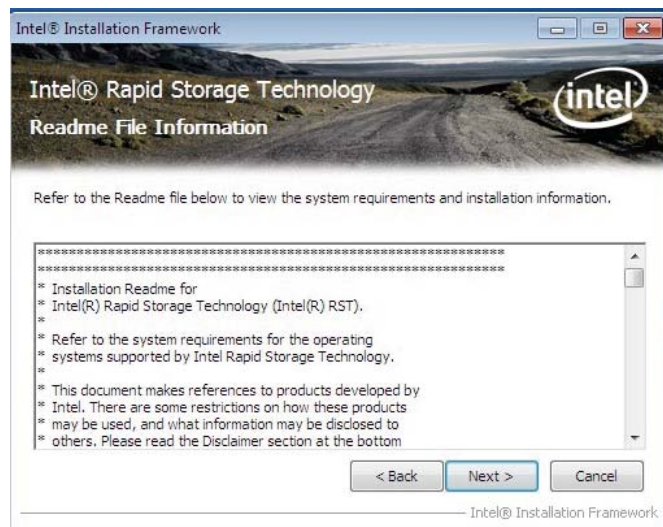 Intel® Installation Framework
Intel® Rapid Storage Technology
intel
Readme File Information
Refer to the Readme file below to view the system requirements and installation information.
*************************************************************
*************************************************************
* Installation Readme for
* Intel(R) Rapid Storage Technology (Intel(R) RST).
*
* Refer to the system requirements for the operating
* systems supported by Intel Rapid Storage Technology.
*
* This document makes references to products developed by
* Intel. There are some restrictions on how these products
* may be used, and what information may be disclosed to
* others. Please read the Disclaimer section at the bottom
< Back
Next >
Cancel
Intel® Installation Framework